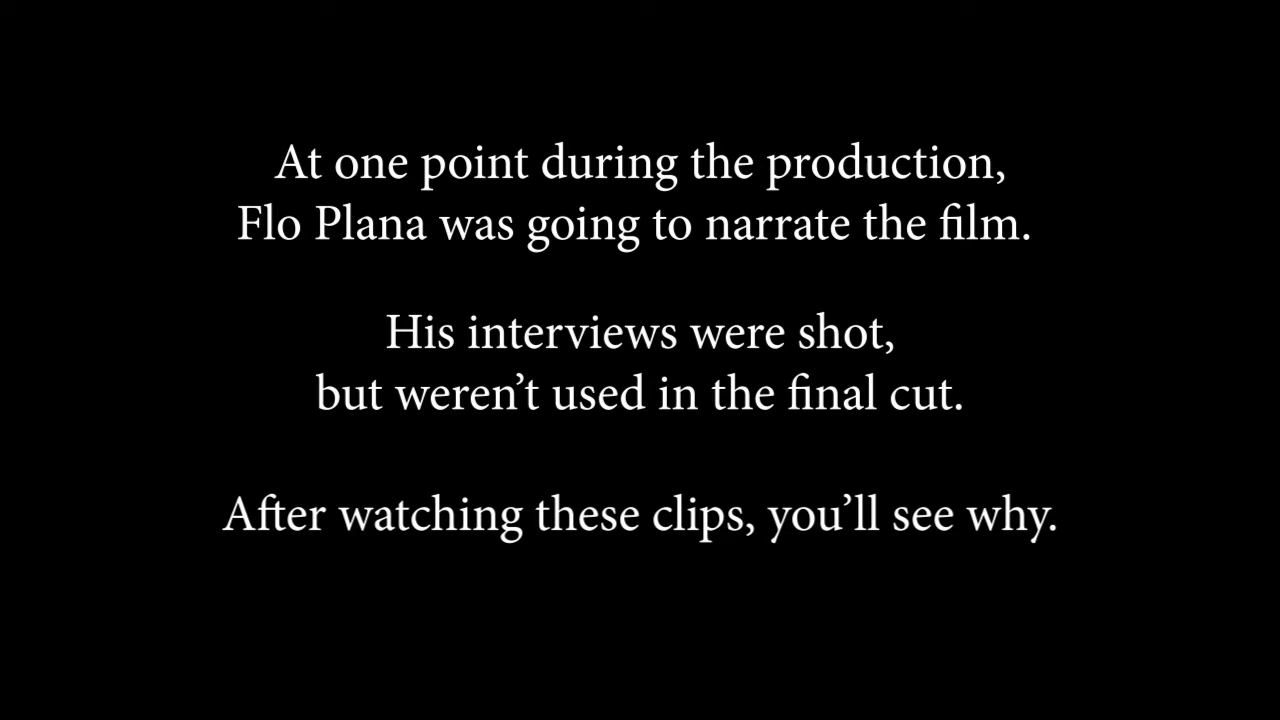 At one point during the production,
Flo Plana was going to narrate the film.
His interviews were shot,
but weren’t used in the final cut.
After watching these clips, you’ll see why.